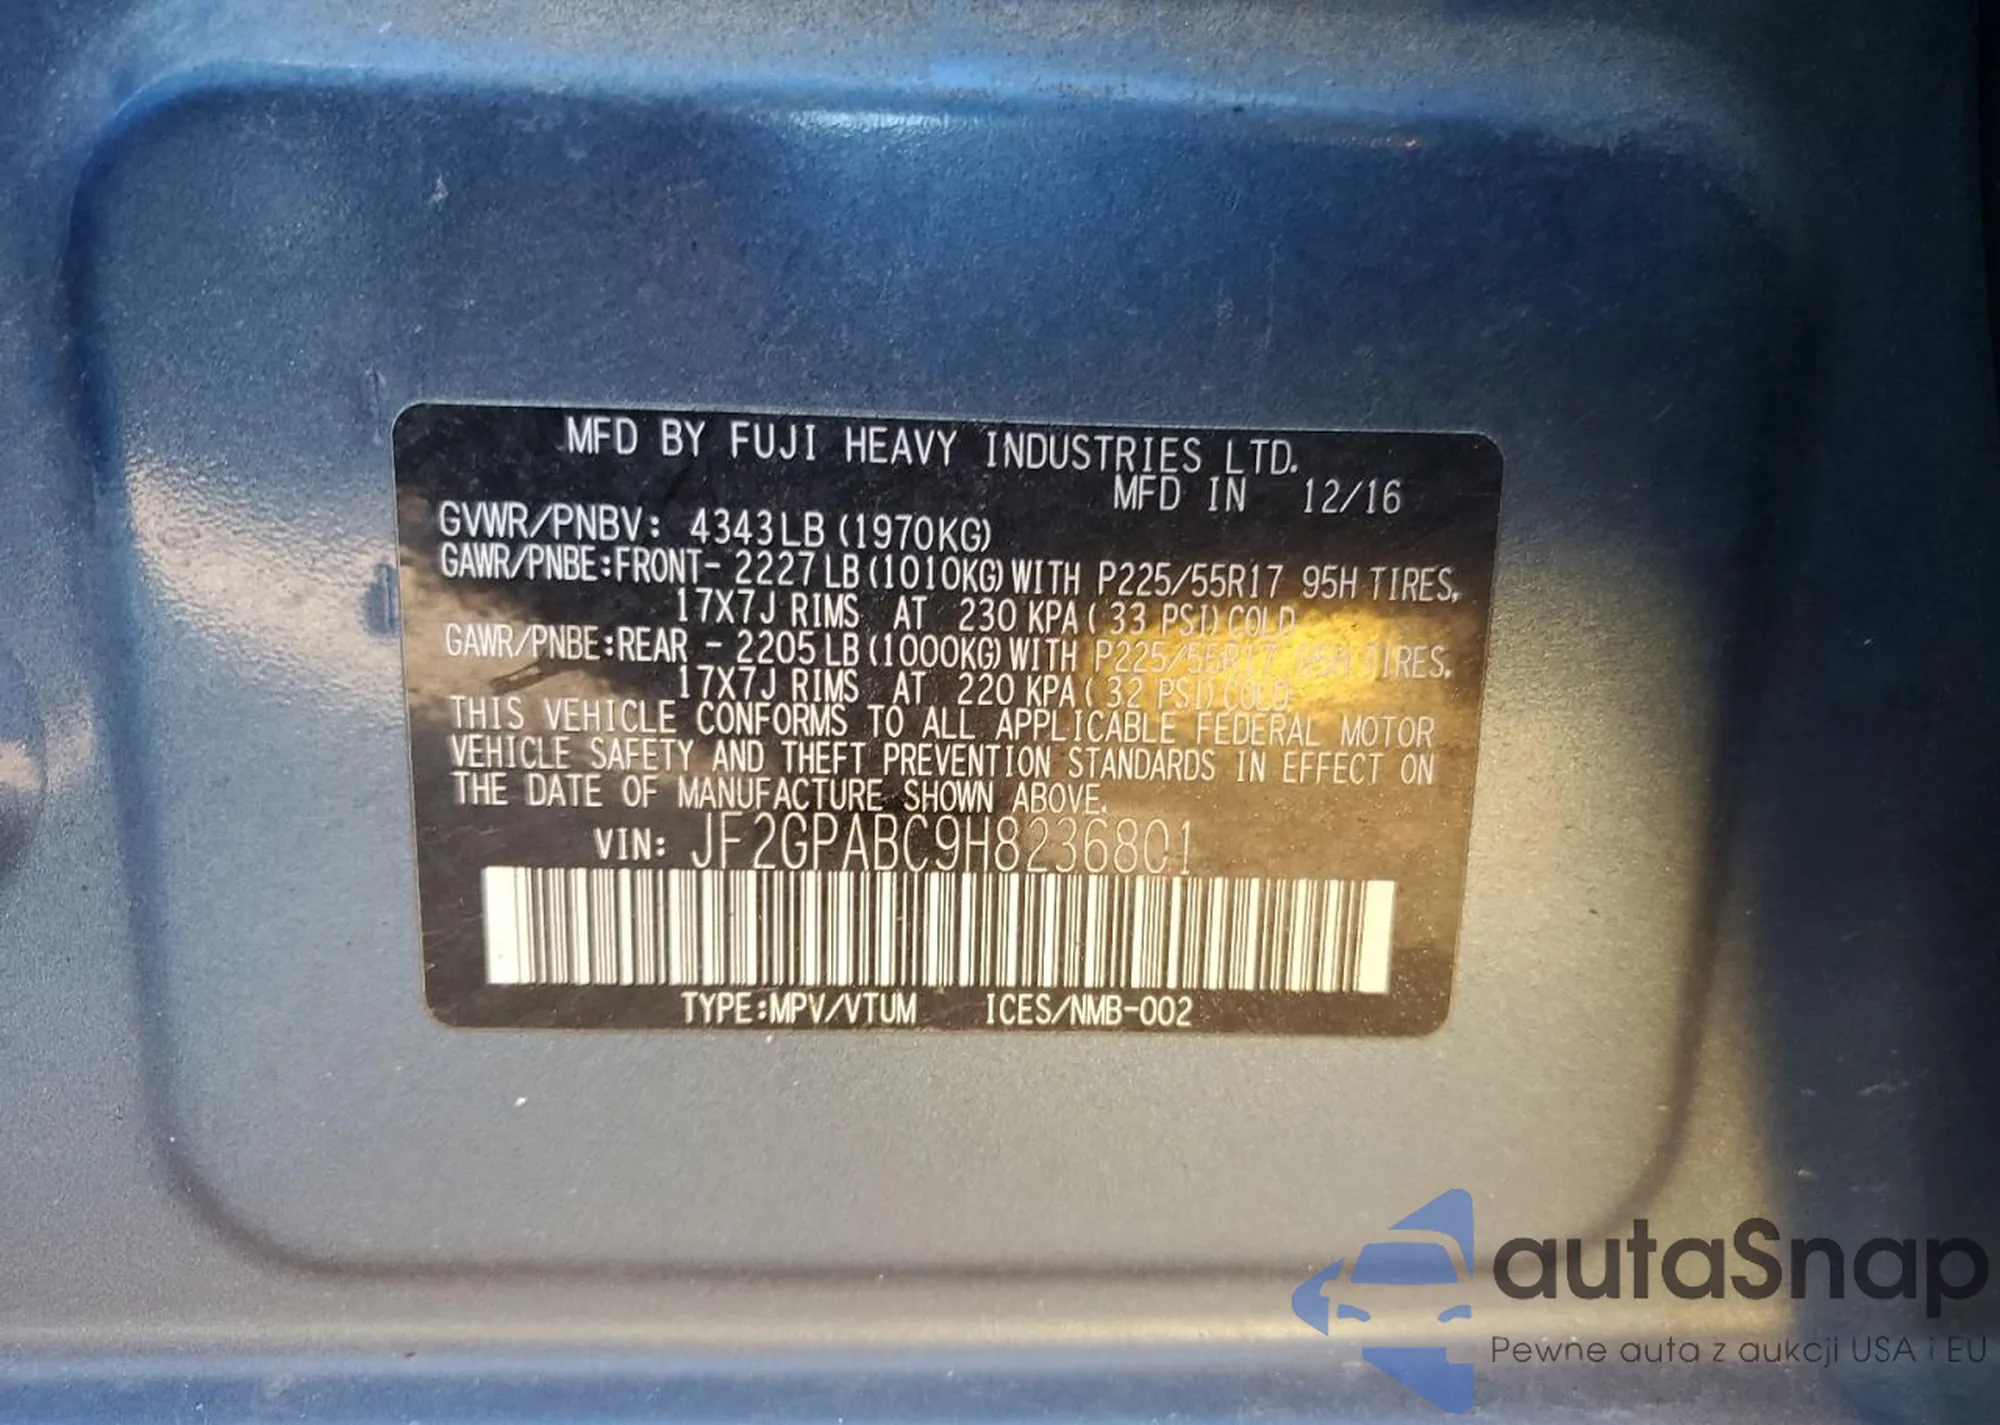 MFD BY FUJI HEAVY INDUSTRIES LTD.
MFD IN 12/16
GVWR/PNBV: 4343LB (1970KG)
GAWR/PNBE:FRONT- 2227LB (1010KG) WITH P225/55R17 95H TIRES,
17X7J RIMS AT 230 KPA ( 33 PSI) COLD
GAWR/PNBE:REAR - 2205LB (1000KG) WITH P225/55R17 95H TIRES,
17X7J RIMS AT 220 KPA ( 32 PSI) COLD
THIS VEHICLE CONFORMS TO ALL APPLICABLE FEDERAL MOTOR
VEHICLE SAFETY AND THEFT PREVENTION STANDARDS IN EFFECT ON
THE DATE OF MANUFACTURE SHOWN ABOVE.
VIN: JF2GPABC9H8236801
TYPE:MPV/VTUM ICES/NMB-002
autaSnap
Pewne auta z aukcji USA i EU